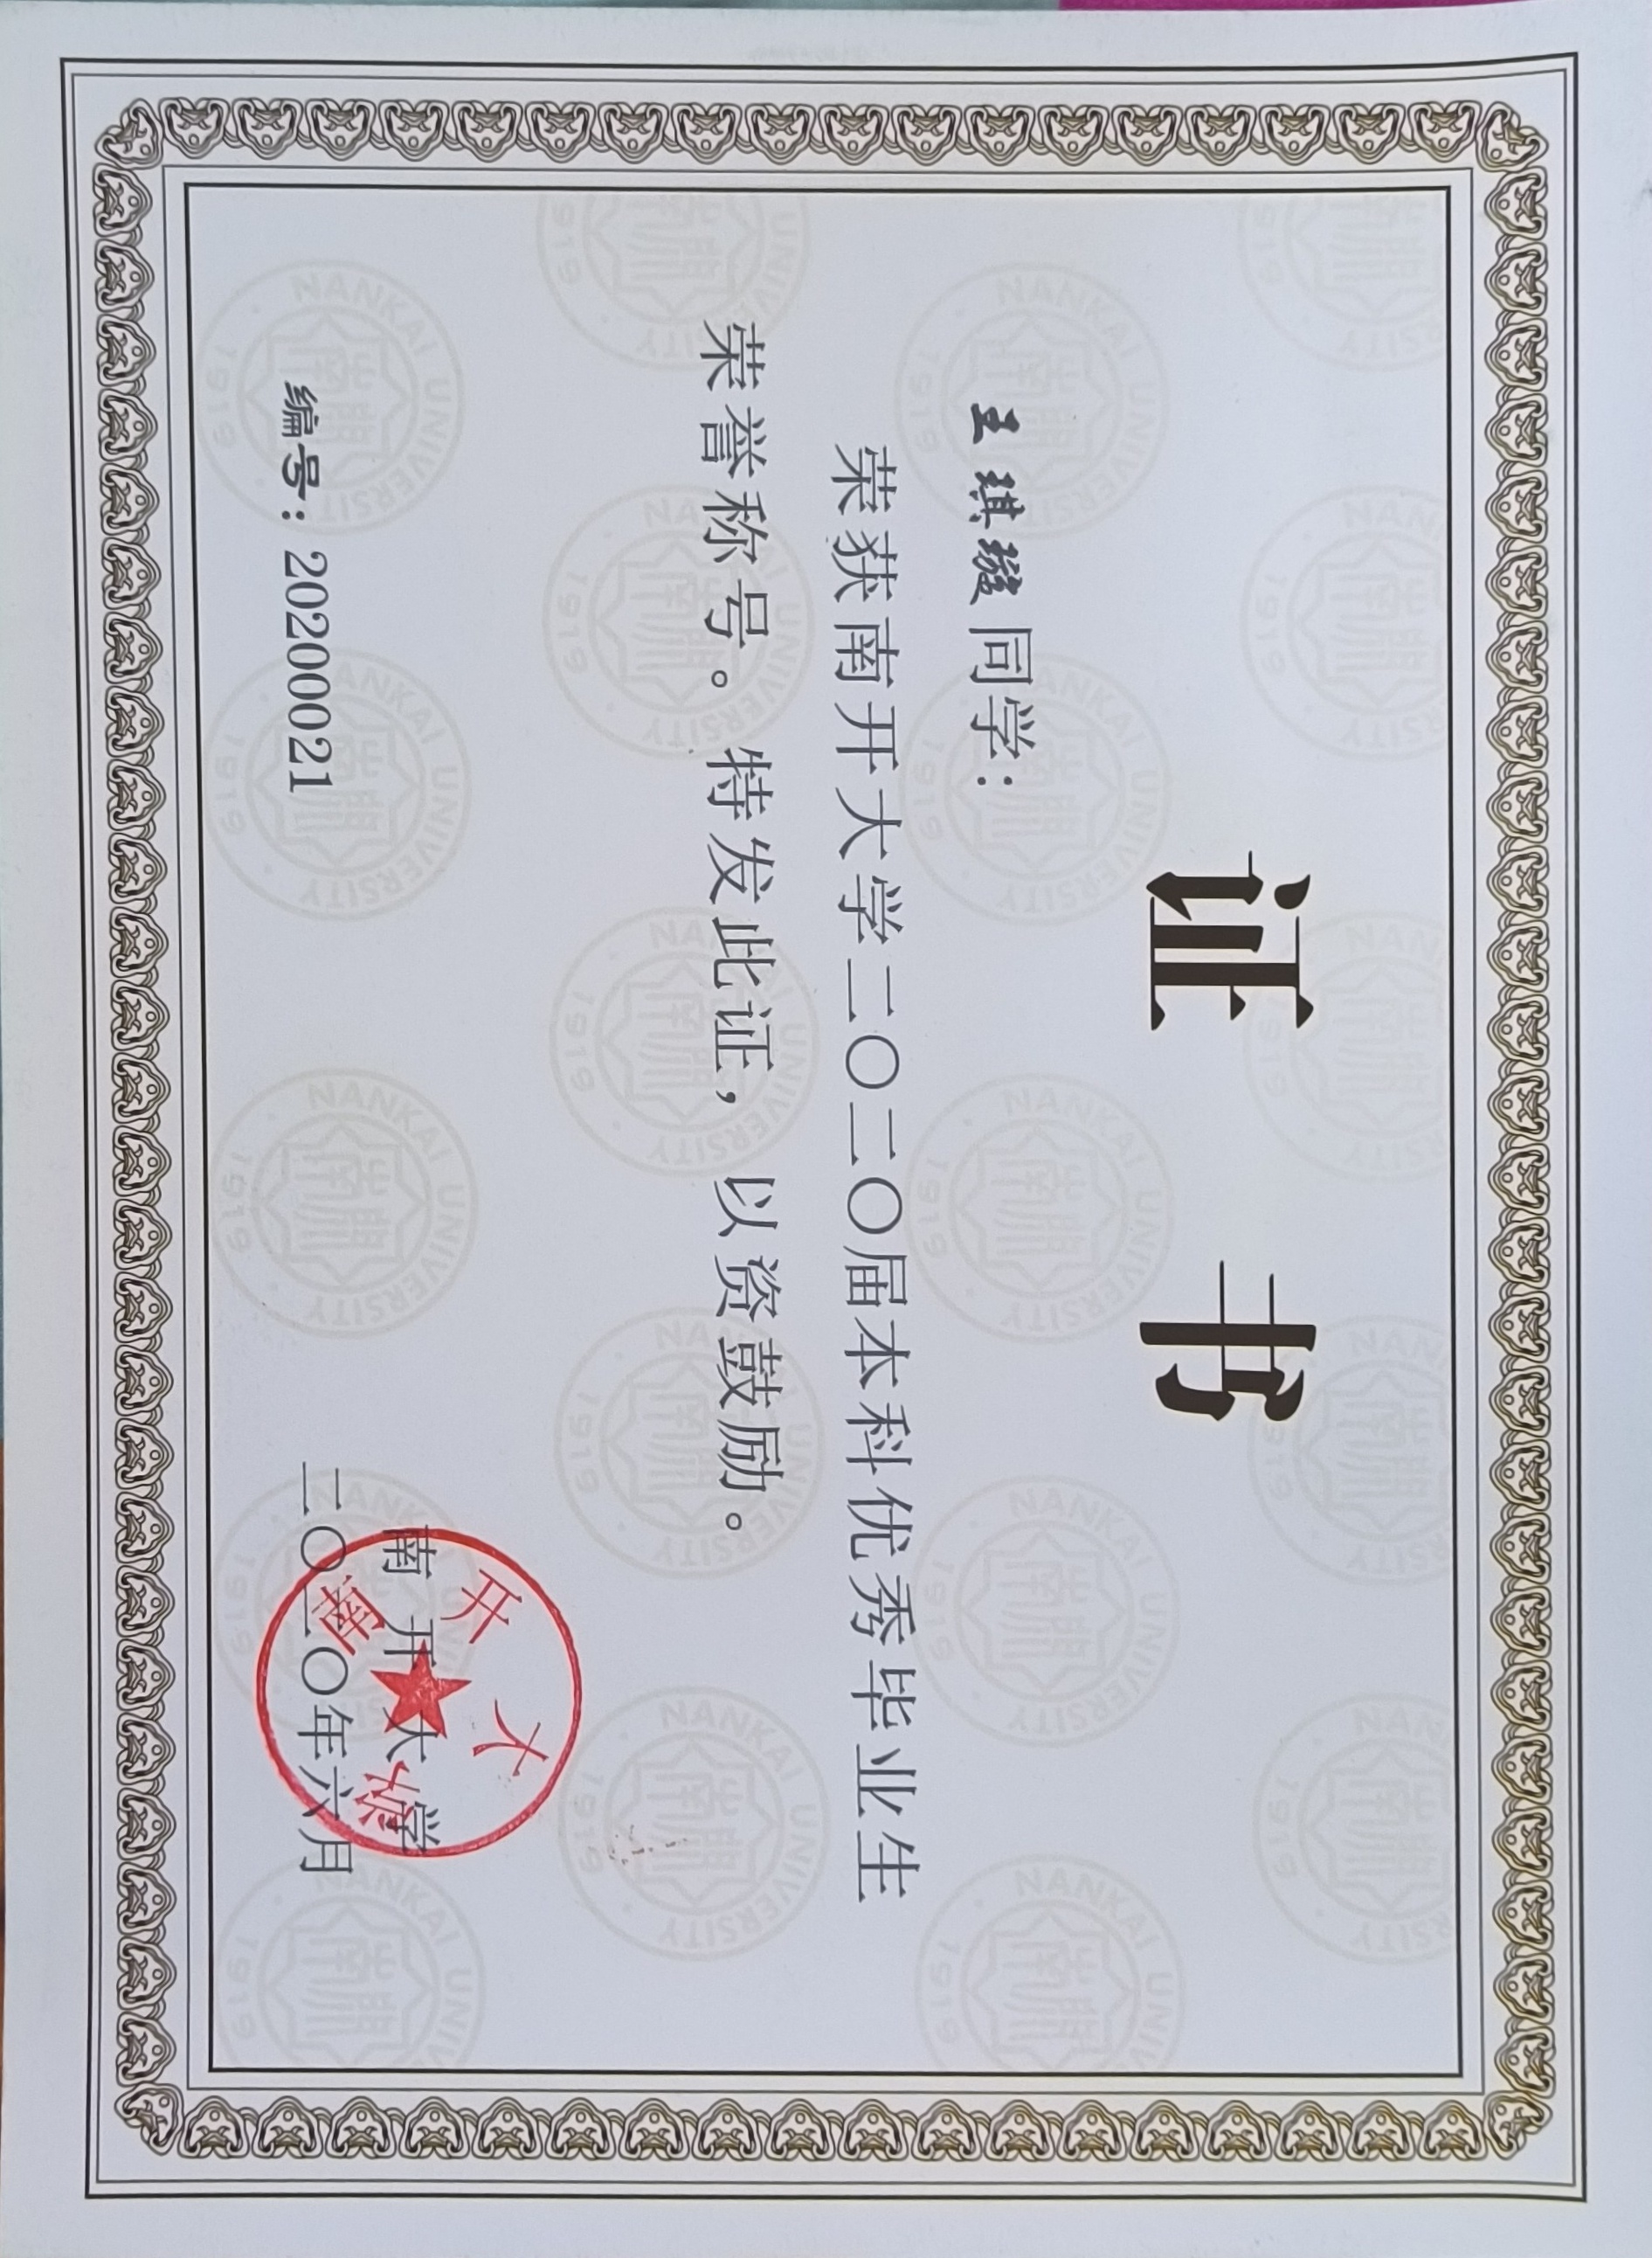 证 书
王琪璇同学：
荣获南开大学二〇二〇届本科优秀毕业生
荣誉称号。特发此证，以资鼓励。
南开大学
南开大学
二〇二〇年六月
编号：20200021
NANKAI UNIVERSITY
南開
1919